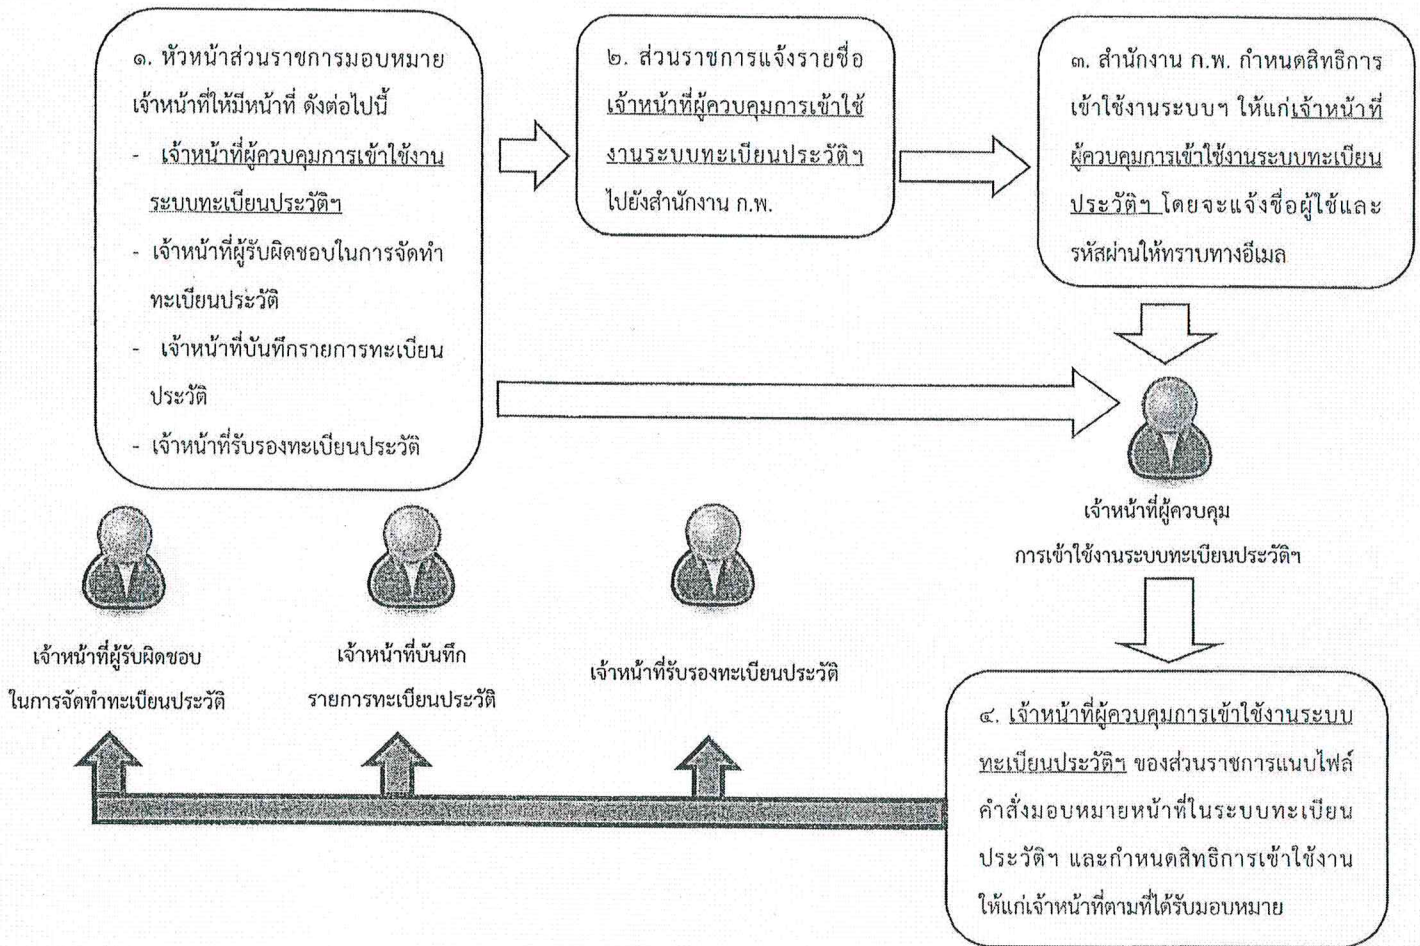 ๑. หัวหน้าส่วนราชการมอบหมาย
เจ้าหน้าที่ให้มีหน้าที่ ดังต่อไปนี้
- เจ้าหน้าที่ผู้ควบคุมการเข้าใช้งาน
ระบบทะเบียนประวัติฯ
- เจ้าหน้าที่ผู้รับผิดชอบในการจัดทำ
ทะเบียนประวัติ
- เจ้าหน้าที่บันทึกรายการทะเบียน
ประวัติ
- เจ้าหน้าที่รับรองทะเบียนประวัติ
๒. ส่วนราชการแจ้งรายชื่อ
เจ้าหน้าที่ผู้ควบคุมการเข้าใช้
งานระบบทะเบียนประวัติฯ
ไปยังสำนักงาน ก.พ.
๓. สำนักงาน ก.พ. กำหนดสิทธิการ
เข้าใช้งานระบบฯ ให้แก่เจ้าหน้าที่
ผู้ควบคุมการเข้าใช้งานระบบทะเบียน
ประวัติฯ โดยจะแจ้งชื่อผู้ใช้และ
รหัสผ่านให้ทราบทางอีเมล
เจ้าหน้าที่ผู้ควบคุม
การเข้าใช้งานระบบทะเบียนประวัติฯ
เจ้าหน้าที่ผู้รับผิดชอบ
ในการจัดทำทะเบียนประวัติ
เจ้าหน้าที่บันทึก
รายการทะเบียนประวัติ
เจ้าหน้าที่รับรองทะเบียนประวัติ
๔. เจ้าหน้าที่ผู้ควบคุมการเข้าใช้งานระบบ
ทะเบียนประวัติฯ ของส่วนราชการแนบไฟล์
คำสั่งมอบหมายหน้าที่ในระบบทะเบียน
ประวัติฯ และกำหนดสิทธิการเข้าใช้งาน
ให้แก่เจ้าหน้าที่ตามที่ได้รับมอบหมาย